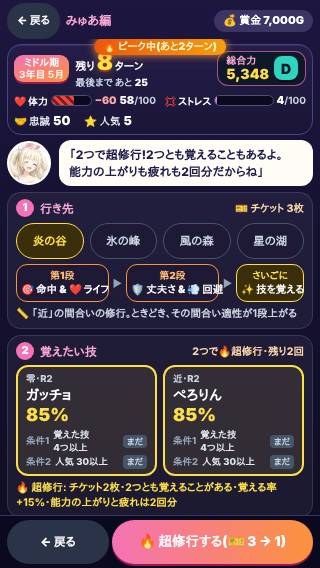 ← 戻る
みゅあ編
💰 賞金 7,000G
🔥 ピーク中(あと2ターン)
ミドル期
3年目 5月
残り 8 ターン
最後まで あと 25
総合力
5,348
D
❤️ 体力 −60 58/100
💢 ストレス 4/100
🤝 忠誠 50
⭐ 人気 5
「2つで超修行!2つとも覚えることもあるよ。
能力の上がりも疲れも2回分だからね」
1 行き先
🎫 チケット 3枚
炎の谷
氷の峰
風の森
星の湖
第1段
🎯 命中 & ❤️ ライフ
▶
第2段
🛡️ 丈夫さ & 💨 回避
▶
さいごに
✨ 技を覚える
📏 「近」の間合いの修行。ときどき、その間合い適性が1段上がる
2 覚えたい技
2つで🔥超修行・残り2回
零・R2
ガッチョ
85%
条件1 覚えた技
4つ以上
まだ
条件2 人気 30以上
まだ
近・R2
ぺろりん
85%
条件1 覚えた技
4つ以上
まだ
条件2 人気 30以上
まだ
🔥 超修行: チケット2枚・2つとも覚えることがある・覚える率
+15%・能力の上がりと疲れは2回分
← 戻る
🔥 超修行する(🎫 3 → 1)